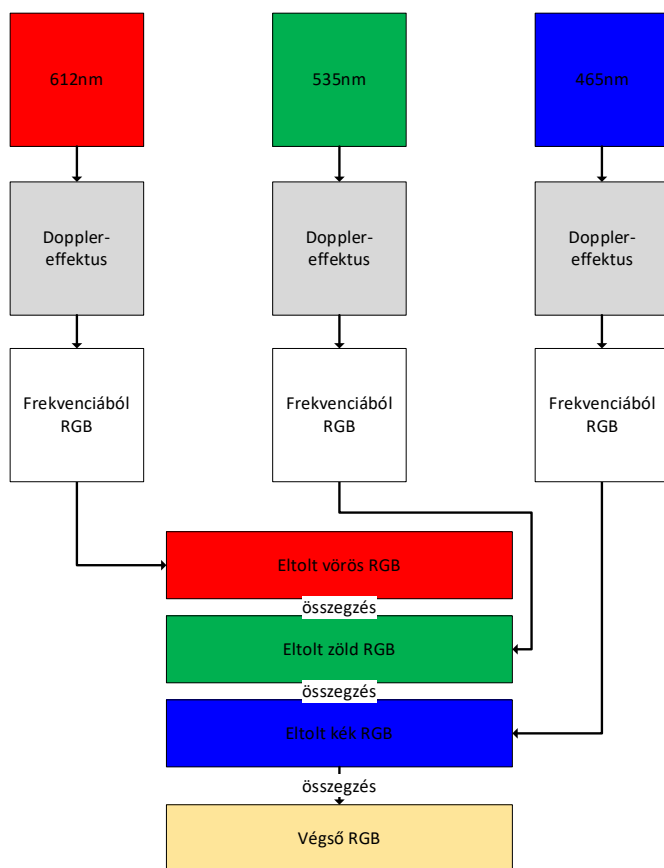 612nm
535nm
465nm
Doppler-
effektus
Doppler-
effektus
Doppler-
effektus
Frekvenciából
RGB
Frekvenciából
RGB
Frekvenciából
RGB
Eltolt vörös RGB
összegzés
Eltolt zöld RGB
összegzés
Eltolt kék RGB
összegzés
Végső RGB